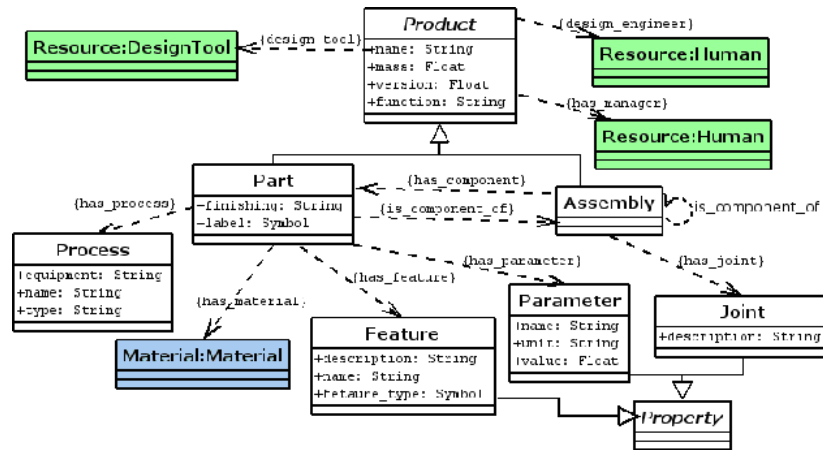 Product
+name: String
+mass: Float
+version: Float
+function: String
{design_tool}
{design_engineer}
Resource:DesignTool
Resource:Human
{has_manager}
Resource:Human
Part
-finishing: String
-label: Symbol
{has_component}
{is_component_of}
Assembly
is_component_of
{has_process}
Process
+equipment: String
+name: String
+type: String
{has_material}
{has_feature}
{has_parameter}
{has_joint}
Material:Material
Feature
+description: String
+name: String
+fetaure_type: Symbol
Parameter
+name: String
+unit: String
+value: Float
Joint
+description: String
Property